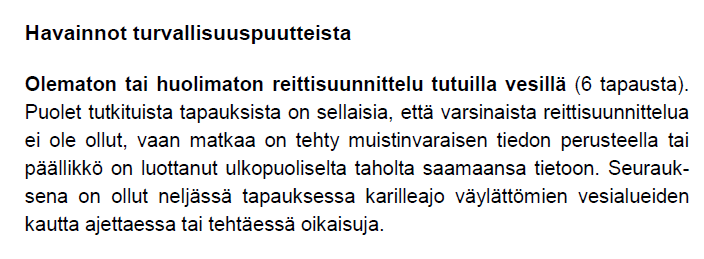 Havainnot turvallisuuspuutteista
Olematon tai huolimaton reittisuunnittelu tutuilla vesillä (6 tapausta).
Puolet tutkituista tapauksista on sellaisia, että varsinaista reittisuunnittelua
ei ole ollut, vaan matkaa on tehty muistinvaraisen tiedon perusteella tai
päällikkö on luottanut ulkopuoliselta taholta saamaansa tietoon. Seurauk-
sena on ollut neljässä tapauksessa karilleajo väylättömien vesialueiden
kautta ajettaessa tai tehtäessä oikaisuja.